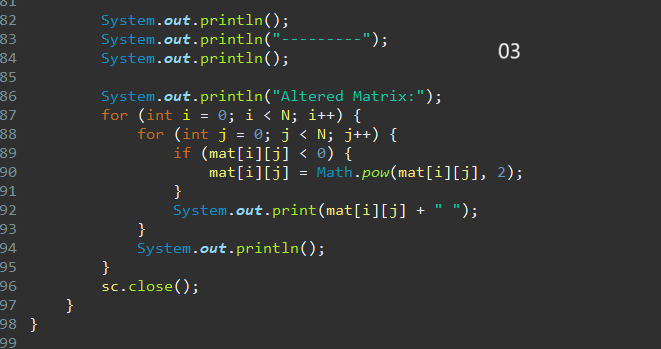 81
82         System.out.println();
83         System.out.println("---------");
84         System.out.println();
03
85
86         System.out.println("Altered Matrix:");
87         for (int i = 0; i < N; i++) {
88             for (int j = 0; j < N; j++) {
89                 if (mat[i][j] < 0) {
90                     mat[i][j] = Math.pow(mat[i][j], 2);
91                 }
92                 System.out.print(mat[i][j] + " ");
93             }
94             System.out.println();
95         }
96         sc.close();
97     }
98 }
99